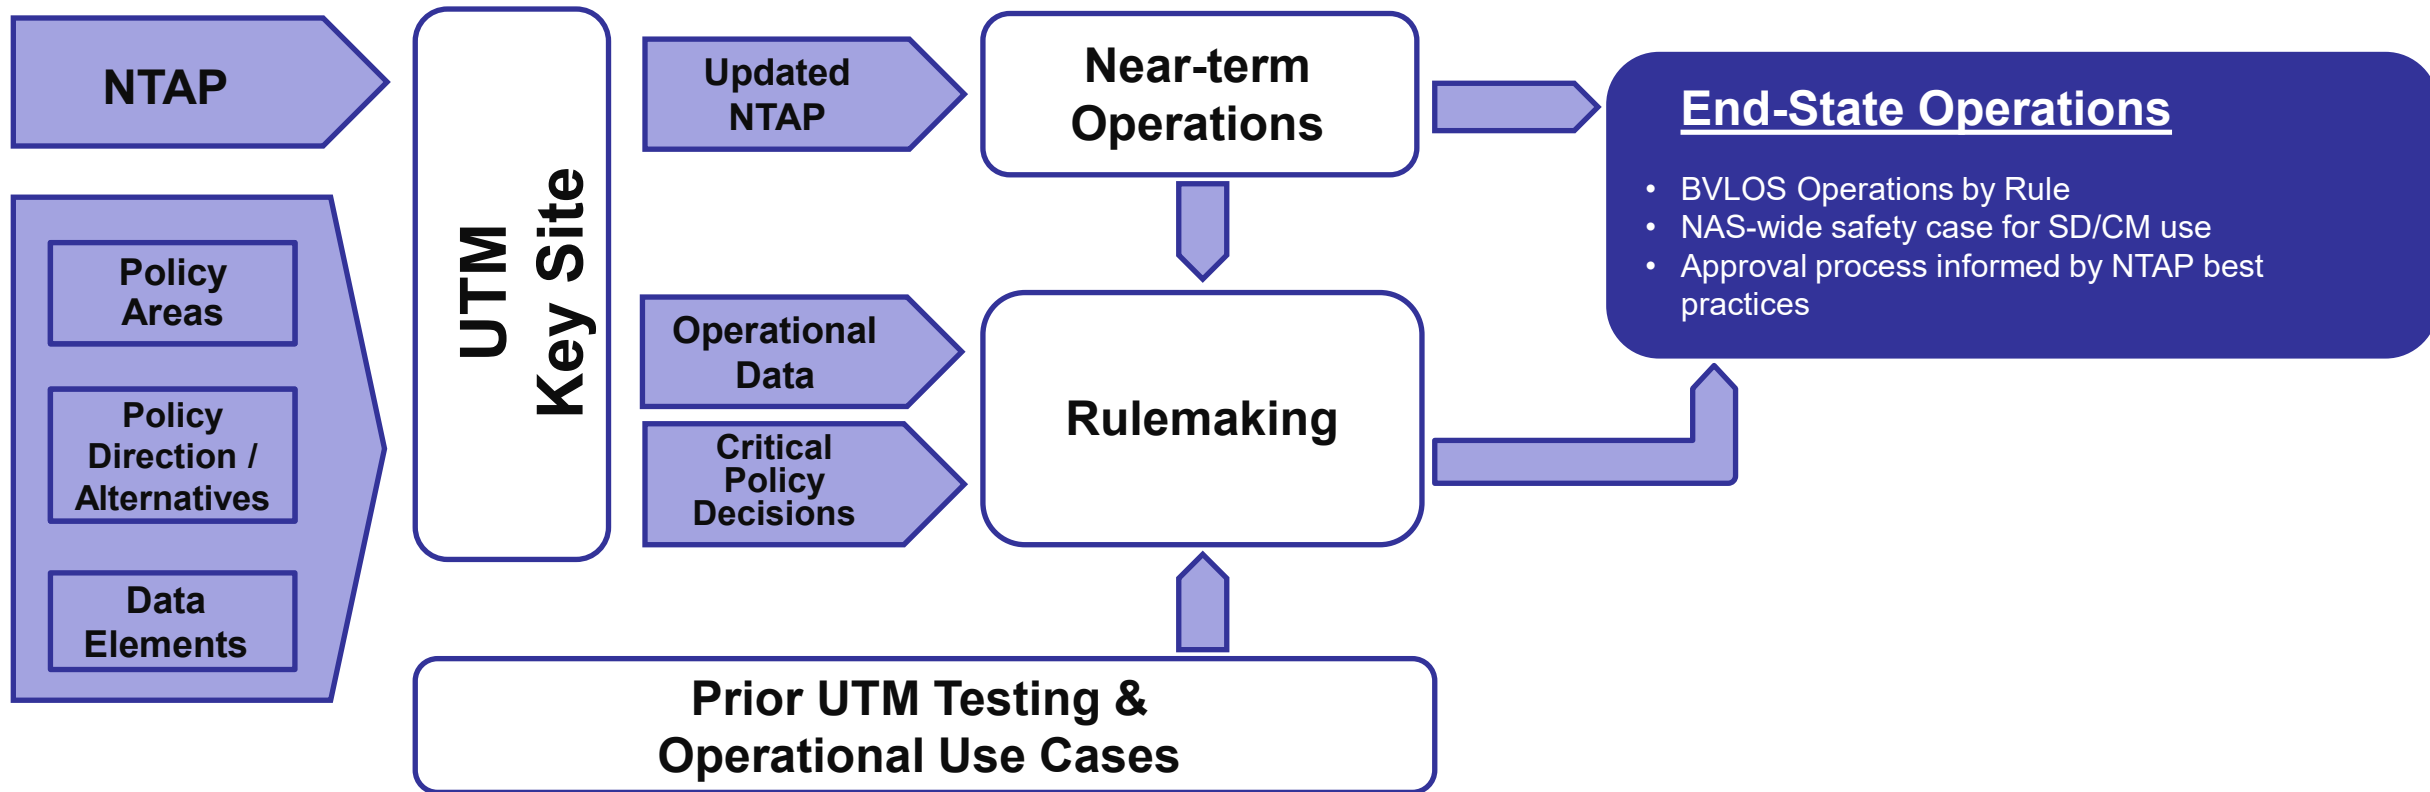 NTAP
Policy
Areas
Policy
Direction /
Alternatives
Data
Elements
UTM
Key Site
Updated
NTAP
Operational
Data
Critical
Policy
Decisions
Near-term
Operations
Rulemaking
Prior UTM Testing &
Operational Use Cases
End-State Operations
• BVLOS Operations by Rule
• NAS-wide safety case for SD/CM use
• Approval process informed by NTAP best
practices